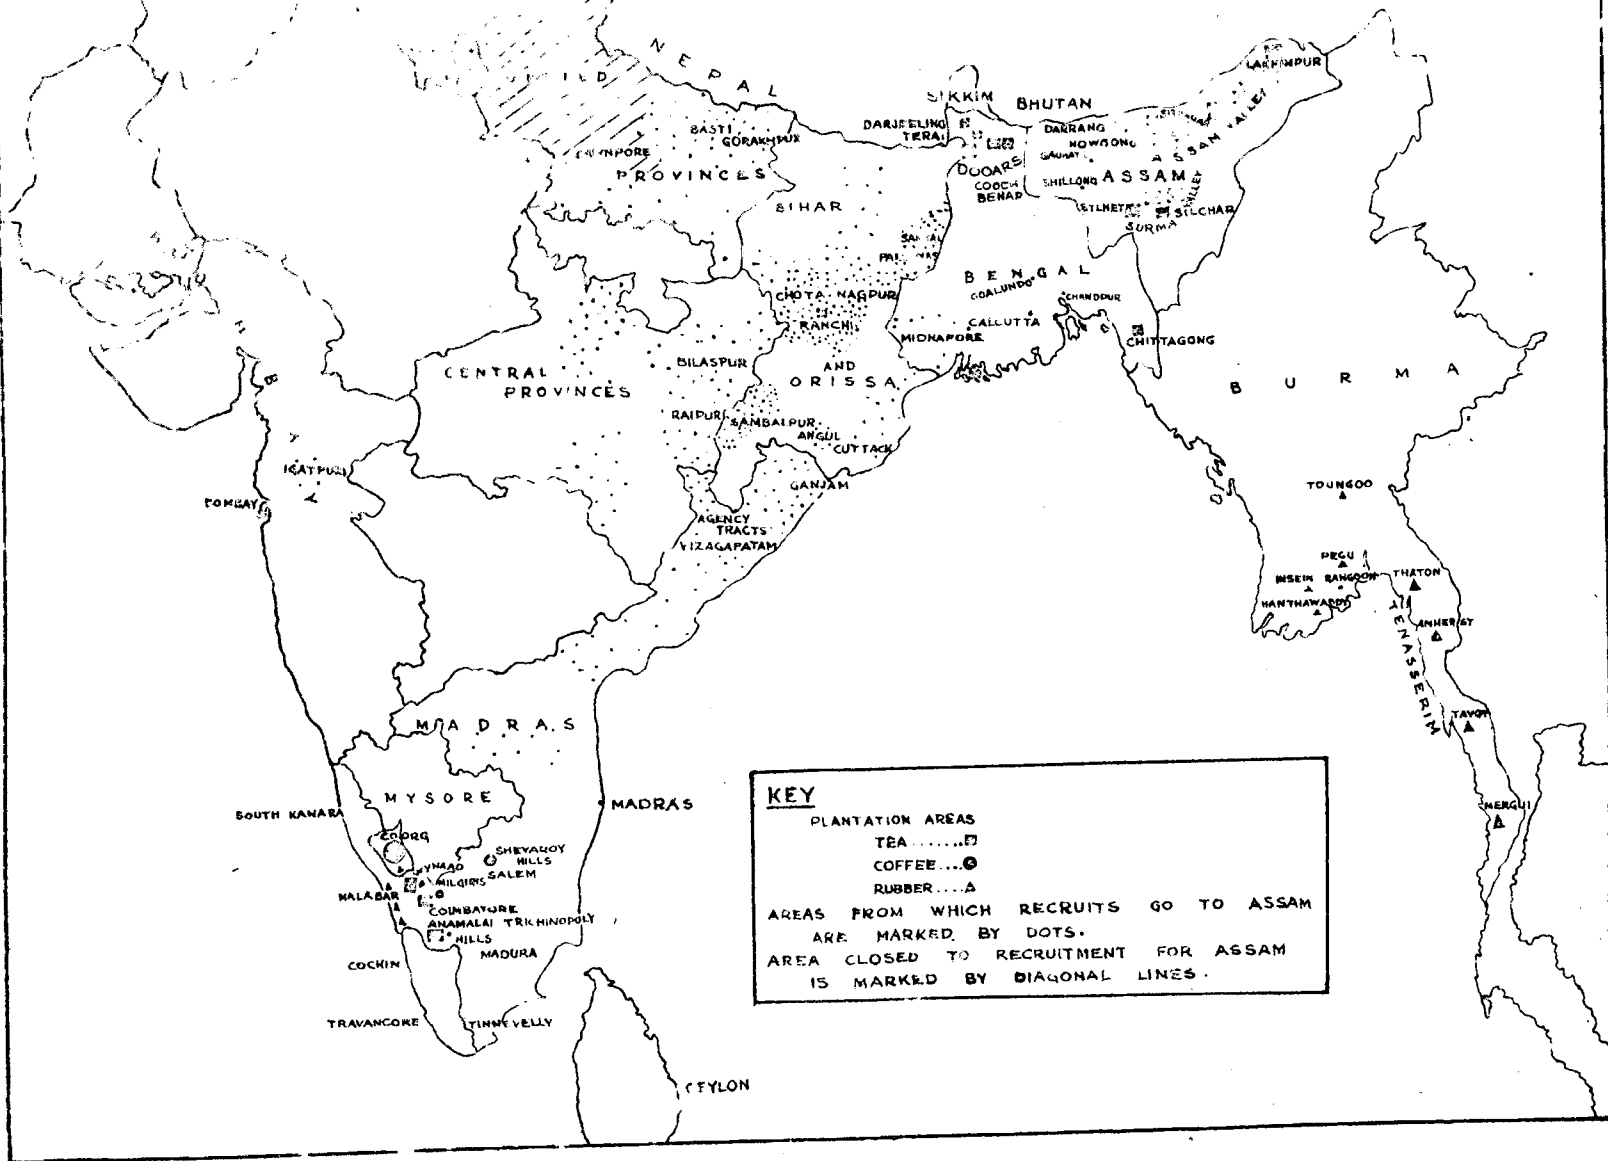 NEPAL
SIKKIM
BHUTAN
LAKHIMPUR
DARJEELING
TERAI
DARRANG
NOWGONG
ASSAM VALLEY
BASTI
GORAKHPUR
PROVINCES
DOOARS
COOCH
BEHAR
SHILLONG
ASSAM
BIHAR
SYLHET
SILCHAR
SURMA VALLEY
BENGAL
GOALUNDO
CHANDPUR
CHOTA NAGPUR
RANCHI
CALCUTTA
MIDNAPORE
CHITTAGONG
BILASPUR
AND
ORISSA
CENTRAL
PROVINCES
BURMA
RAIPUR
SAMBALPUR
ANGUL
CUTTACK
IGATPURI
GANJAM
TOUNGOO
BOMBAY
AGENCY
TRACTS
VIZAGAPATAM
PEGU
INSEIN
RANGOON
THATON
HANTHAWADDY
AMHERST
TENASSERIM
TAVOY
MADRAS
MYSORE
MADRAS
SOUTH KANARA
MERGUI
COORG
SHEVAROY
HILLS
SALEM
NILGIRIS
MALABAR
COIMBATORE
ANAMALAI
HILLS
TRICHINOPOLY
MADURA
COCHIN
TRAVANCORE
TINNEVELLY
CEYLON
KEY
PLANTATION AREAS
TEA.......
COFFEE....
RUBBER....
AREAS FROM WHICH RECRUITS GO TO ASSAM
ARE MARKED BY DOTS.
AREA CLOSED TO RECRUITMENT FOR ASSAM
IS MARKED BY DIAGONAL LINES.